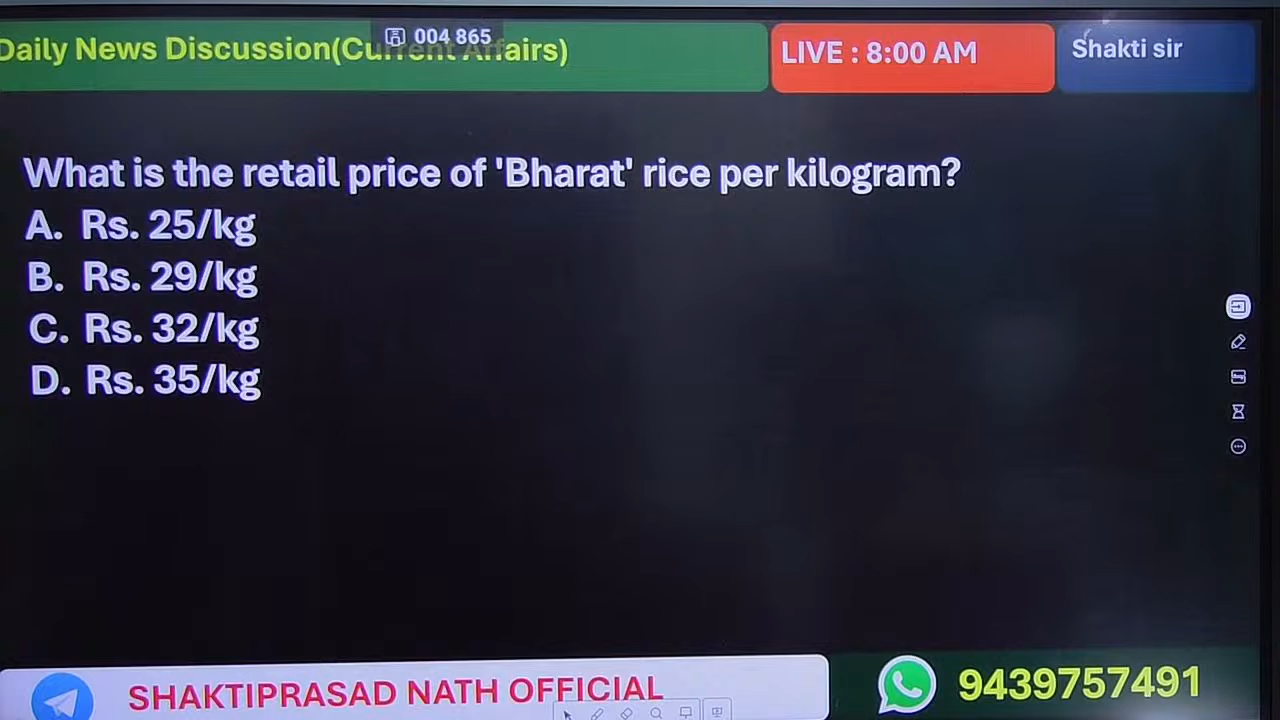 004 865
Daily News Discussion(Current Affairs)
LIVE : 8:00 AM
Shakti sir
What is the retail price of 'Bharat' rice per kilogram?
A. Rs. 25/kg
B. Rs. 29/kg
C. Rs. 32/kg
D. Rs. 35/kg
SHAKTIPRASAD NATH OFFICIAL
9439757491